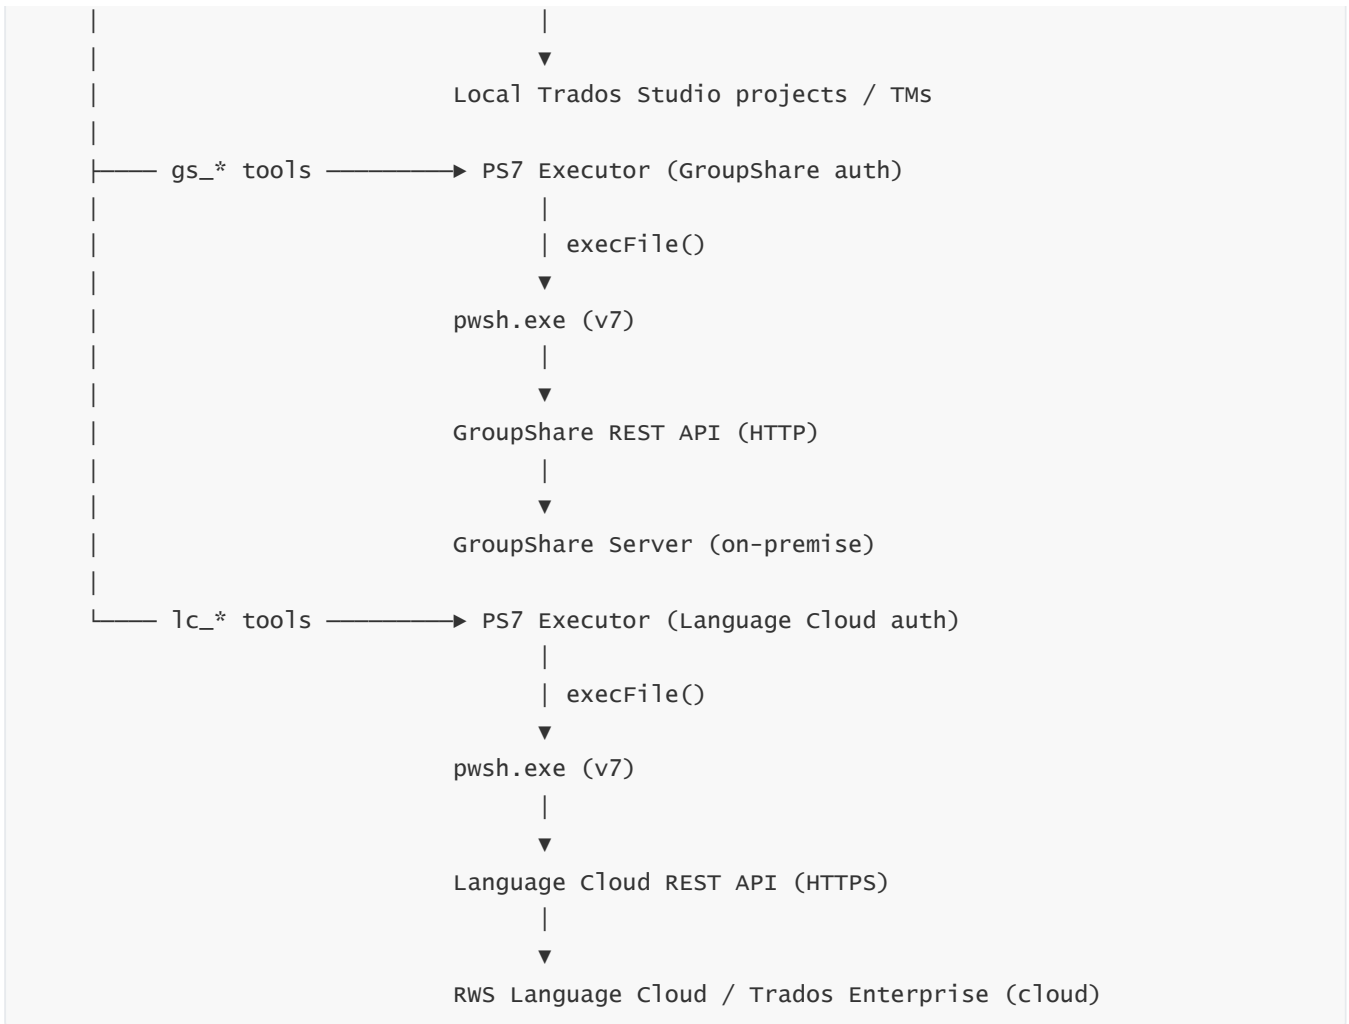 Local Trados Studio projects / TMs
gs_* tools ────────► PS7 Executor (GroupShare auth)
execFile()
pwsh.exe (v7)
GroupShare REST API (HTTP)
GroupShare Server (on-premise)
lc_* tools ────────► PS7 Executor (Language Cloud auth)
execFile()
pwsh.exe (v7)
Language Cloud REST API (HTTPS)
RWS Language Cloud / Trados Enterprise (cloud)